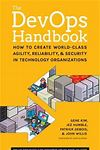 The
DevOps
Handbook
HOW TO CREATE WORLD-CLASS
AGILITY, RELIABILITY, & SECURITY
IN TECHNOLOGY ORGANIZATIONS
GENE KIM,
JEZ HUMBLE,
PATRICK DEBOIS,
& JOHN WILLIS